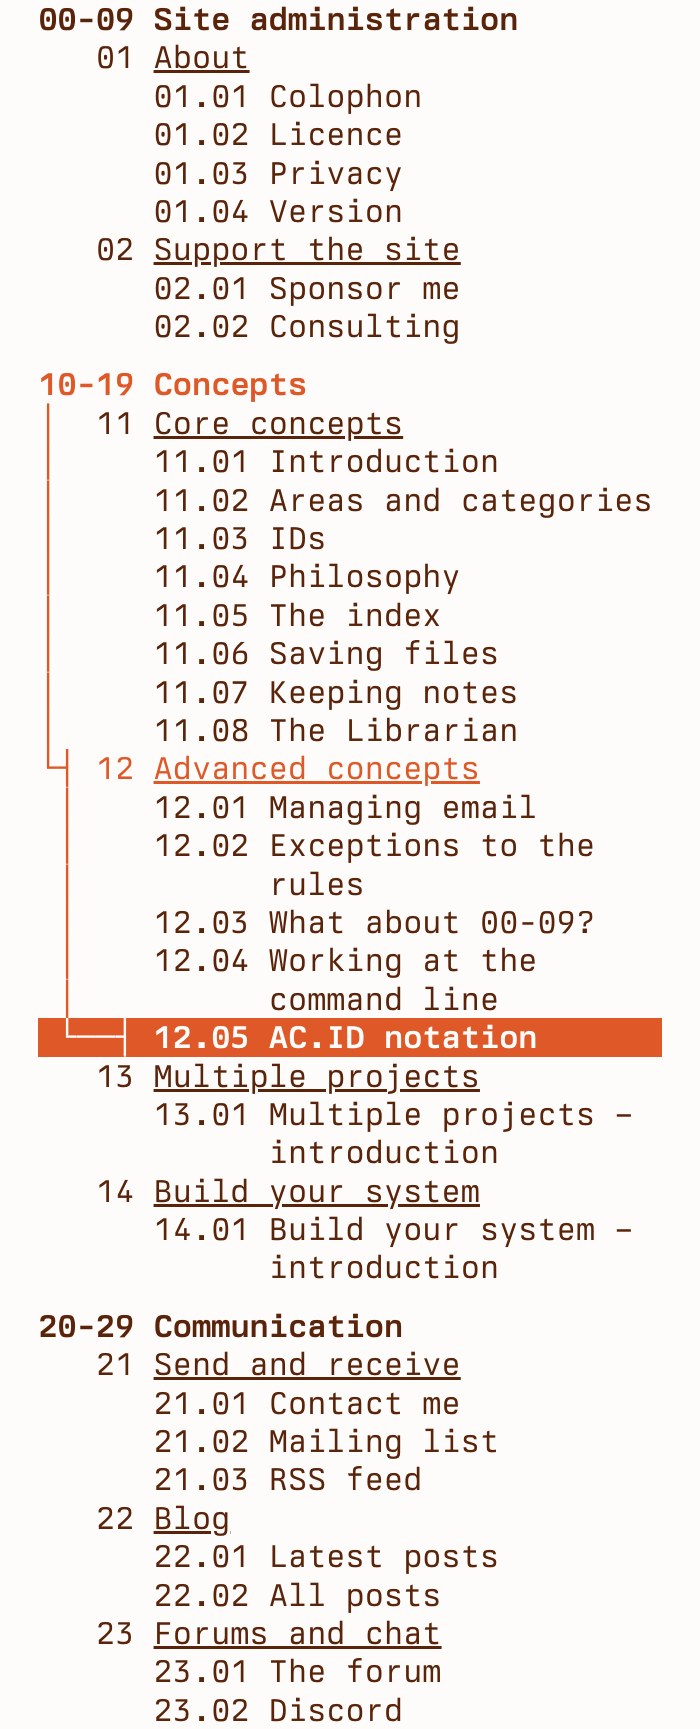 00-09 Site administration
01 About
01.01 Colophon
01.02 Licence
01.03 Privacy
01.04 Version
02 Support the site
02.01 Sponsor me
02.02 Consulting
10-19 Concepts
11 Core concepts
11.01 Introduction
11.02 Areas and categories
11.03 IDs
11.04 Philosophy
11.05 The index
11.06 Saving files
11.07 Keeping notes
11.08 The Librarian
12 Advanced concepts
12.01 Managing email
12.02 Exceptions to the
rules
12.03 What about 00-09?
12.04 Working at the
command line
12.05 AC.ID notation
13 Multiple projects
13.01 Multiple projects –
introduction
14 Build your system
14.01 Build your system –
introduction
20-29 Communication
21 Send and receive
21.01 Contact me
21.02 Mailing list
21.03 RSS feed
22 Blog
22.01 Latest posts
22.02 All posts
23 Forums and chat
23.01 The forum
23.02 Discord